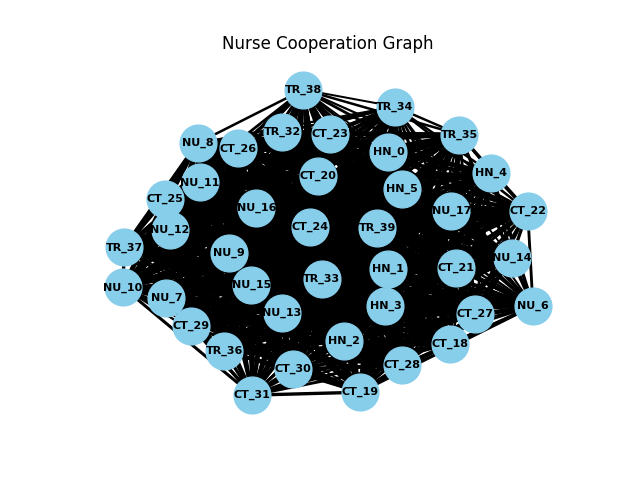 Nurse Cooperation Graph
TR_38
TR_34
TR_32
CT_23
TR_35
NU_8
CT_26
HN_0
HN_4
CT_20
NU_11
HN_5
CT_25
NU_16
NU_17
CT_22
NU_12
CT_24
TR_39
TR_37
NU_9
NU_14
HN_1
CT_21
TR_33
NU_10
NU_15
NU_7
HN_3
NU_6
NU_13
CT_27
CT_29
HN_2
CT_18
TR_36
CT_30
CT_28
CT_31
CT_19